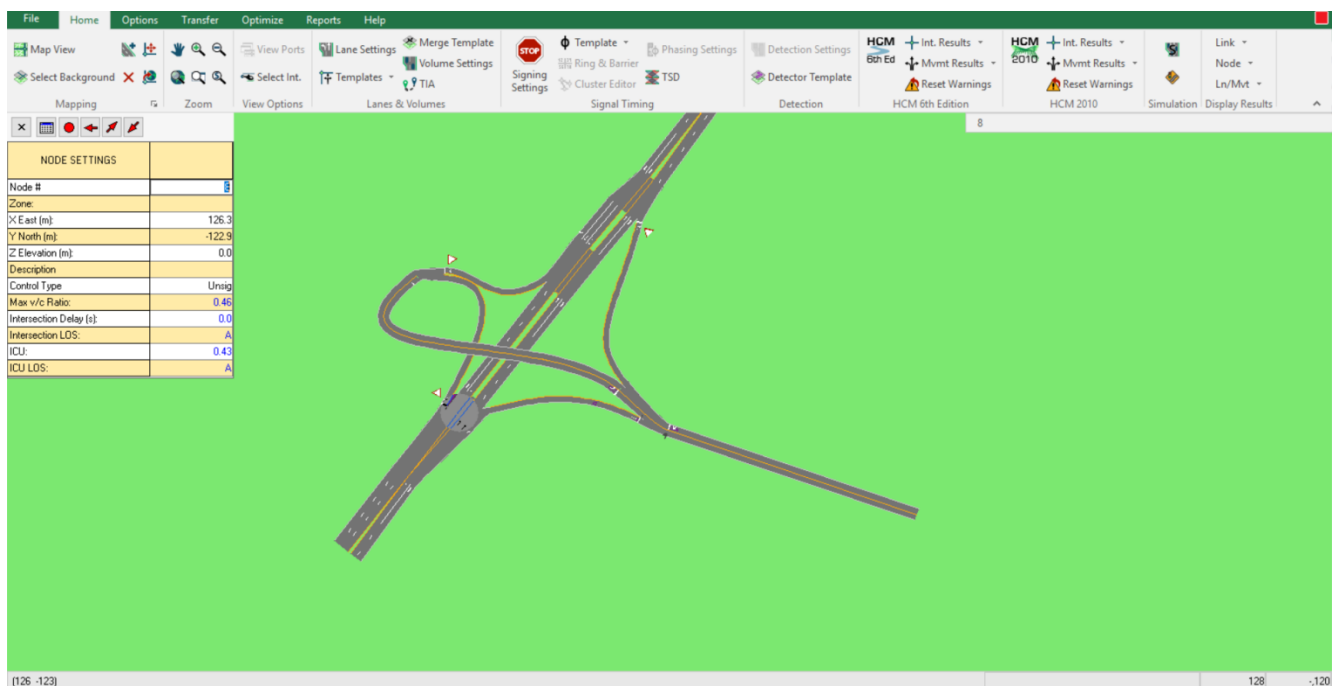 File Home Options Transfer Optimize Reports Help
Map View
Select Background
Mapping
Zoom
View Ports
Select Int.
View Options
Lane Settings
Templates
Merge Template
Volume Settings
TIA
Lanes & Volumes
STOP
Signing
Settings
Φ Template
Ring & Barrier
Cluster Editor
Phasing Settings
TSD
Signal Timing
Detection Settings
Detector Template
Detection
HCM
6th Ed
Int. Results
Mvmt Results
Reset Warnings
HCM 6th Edition
HCM
2010
Int. Results
Mvmt Results
Reset Warnings
HCM 2010
S
Simulation
Link
Node
Ln/Mvt
Display Results
8
NODE SETTINGS
Node #
Zone:
X East (m): 126.3
Y North (m): -122.9
Z Elevation (m): 0.0
Description
Control Type Unsig
Max v/c Ratio: 0.46
Intersection Delay (s): 0.0
Intersection LOS: A
ICU: 0.43
ICU LOS: A
(126 -123)
128 -,120